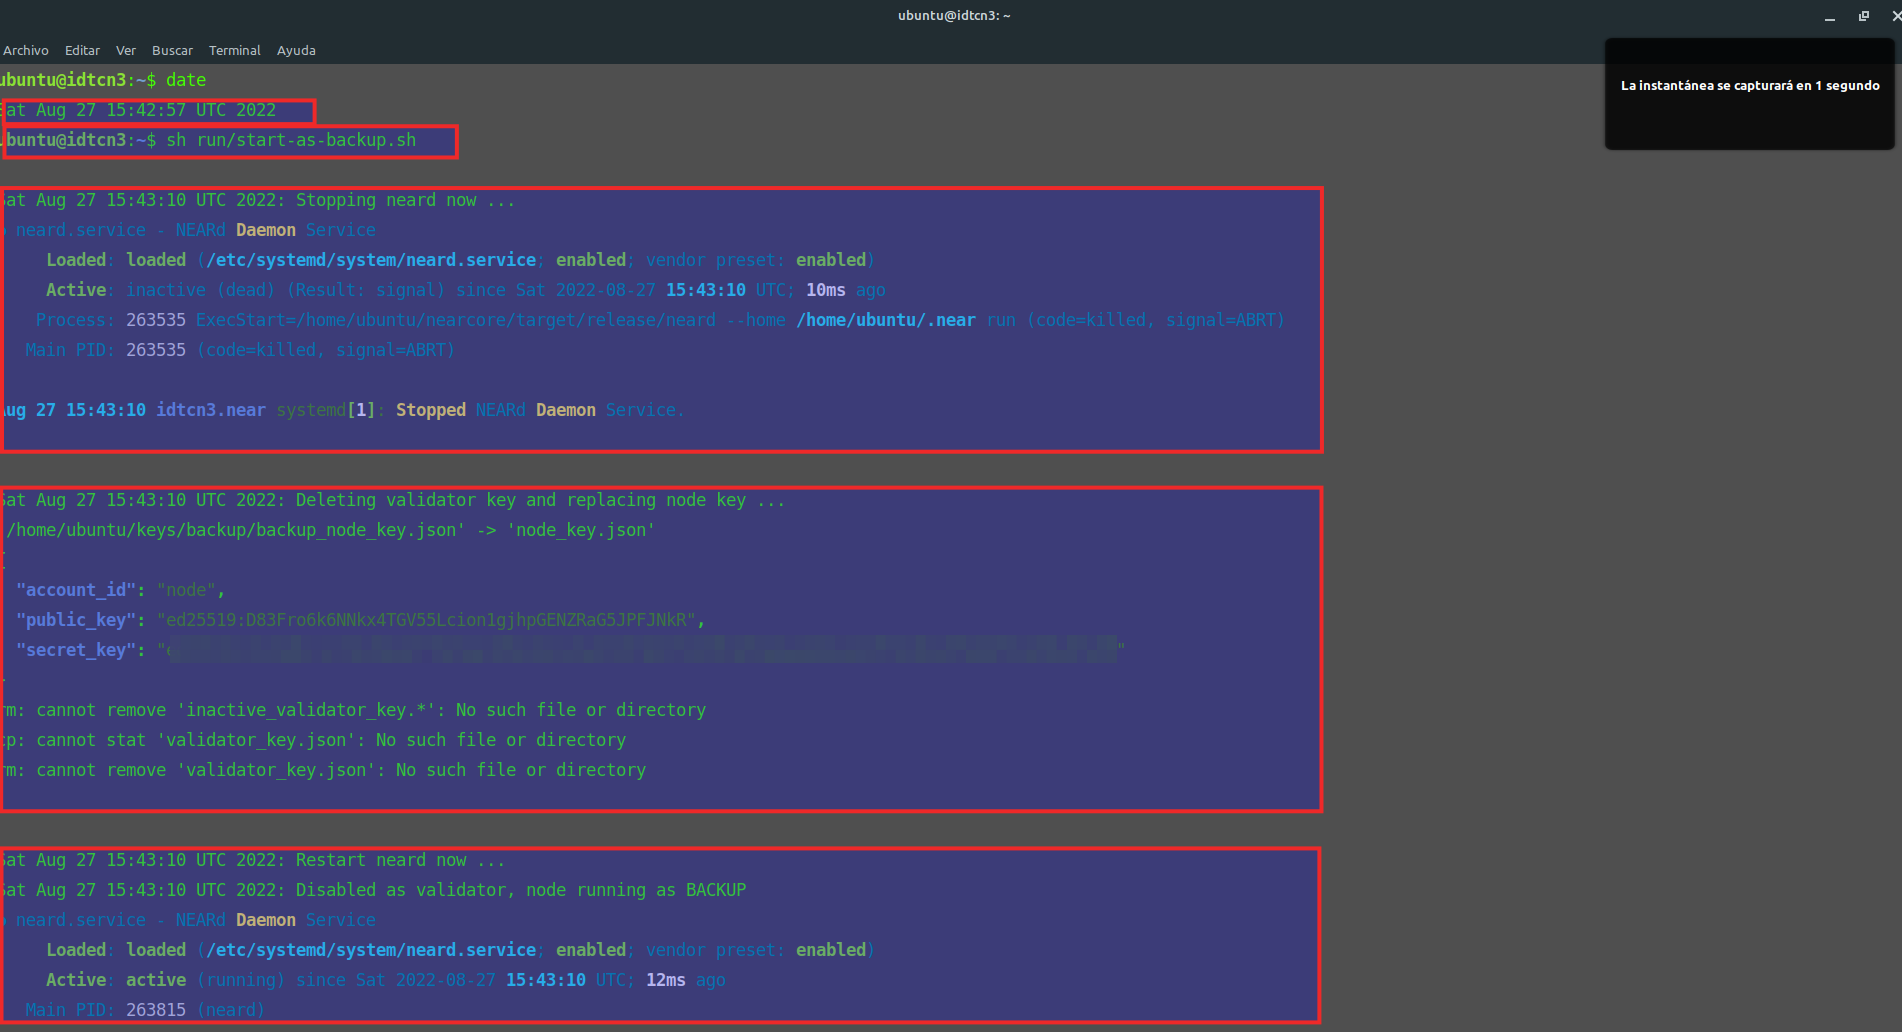 ubuntu@idtcn3: ~
Archivo Editar Ver Buscar Terminal Ayuda
La instantánea se capturará en 1 segundo
ubuntu@idtcn3:~$ date
Sat Aug 27 15:42:57 UTC 2022
ubuntu@idtcn3:~$ sh run/start-as-backup.sh
Sat Aug 27 15:43:10 UTC 2022: Stopping neard now ...
neard.service - NEARd Daemon Service
Loaded: loaded (/etc/systemd/system/neard.service; enabled; vendor preset: enabled)
Active: inactive (dead) (Result: signal) since Sat 2022-08-27 15:43:10 UTC; 10ms ago
Process: 263535 ExecStart=/home/ubuntu/nearcore/target/release/neard --home /home/ubuntu/.near run (code=killed, signal=ABRT)
Main PID: 263535 (code=killed, signal=ABRT)
Aug 27 15:43:10 idtcn3.near systemd[1]: Stopped NEARd Daemon Service.
Sat Aug 27 15:43:10 UTC 2022: Deleting validator key and replacing node key ...
/home/ubuntu/keys/backup/backup_node_key.json' -> 'node_key.json'
"account_id": "node",
"public_key": "ed25519:D83Fro6k6NNkx4TGV55Lcion1gjhpGENZRaG5JPFJNkR",
"secret_key": "e"
rm: cannot remove 'inactive_validator_key.*': No such file or directory
cp: cannot stat 'validator_key.json': No such file or directory
rm: cannot remove 'validator_key.json': No such file or directory
Sat Aug 27 15:43:10 UTC 2022: Restart neard now ...
Sat Aug 27 15:43:10 UTC 2022: Disabled as validator, node running as BACKUP
neard.service - NEARd Daemon Service
Loaded: loaded (/etc/systemd/system/neard.service; enabled; vendor preset: enabled)
Active: active (running) since Sat 2022-08-27 15:43:10 UTC; 12ms ago
Main PID: 263815 (neard)